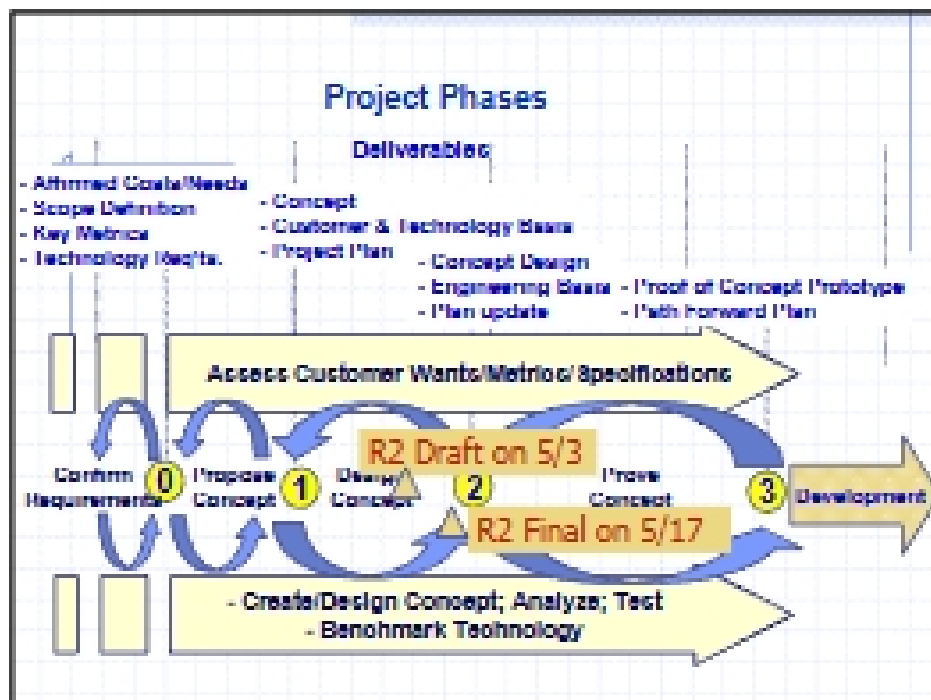 Project Phases
Deliverables
- Affirmed Costs/Needs
- Scope Definition
- Key Metrics
- Technology Req'ts.
- Concept
- Customer & Technology Basis
- Project Plan
- Concept Design
- Engineering Basis
- Plan update
- Proof of Concept Prototype
- Path Forward Plan
Assess Customer Wants/Metrics/Specifications
R2 Draft on 5/3
Confirm
Requirements
0
Propose
Concept
1
Design
Concept
2
Prove
Concept
3
Development
R2 Final on 5/17
- Create/Design Concept; Analyze; Test
- Benchmark Technology